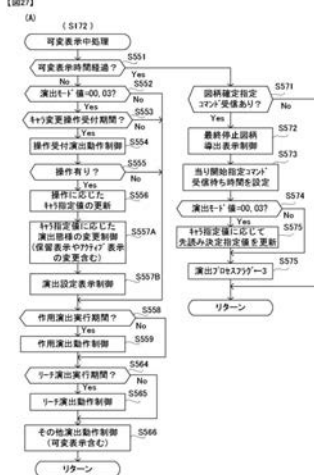 【図27】
(A)
(S172)
可変表示中処理
S551
可変表示時間経過?
Yes
No
S552
演出モード値=00,03?
Yes
No
S553
キャラ変更操作受付期間?
Yes
No
S554
操作受付演出動作制御
S555
操作有り?
No
Yes
S556
操作に応じた
キャラ指定値の更新
S557A
キャラ指定値に応じた
演出態様の変更制御
(保留表示やアクティブ表示
の変更含む)
S557B
演出設定表示制御
S558
作用演出実行期間?
Yes
No
S559
作用演出動作制御
S564
リーチ演出実行期間?
Yes
No
S565
リーチ演出動作制御
S566
その他演出動作制御
(可変表示含む)
リターン
S571
図柄確定指定
コマンド受信あり?
No
Yes
S572
最終停止図柄
導出表示制御
S573
当り開始指定コマンド
受信待ち時間を設定
S574
演出モード値=00,03?
Yes
No
S575
キャラ指定値に応じて
先読み決定指定値を更新
S575
演出プロセスフラグ←3
リターン